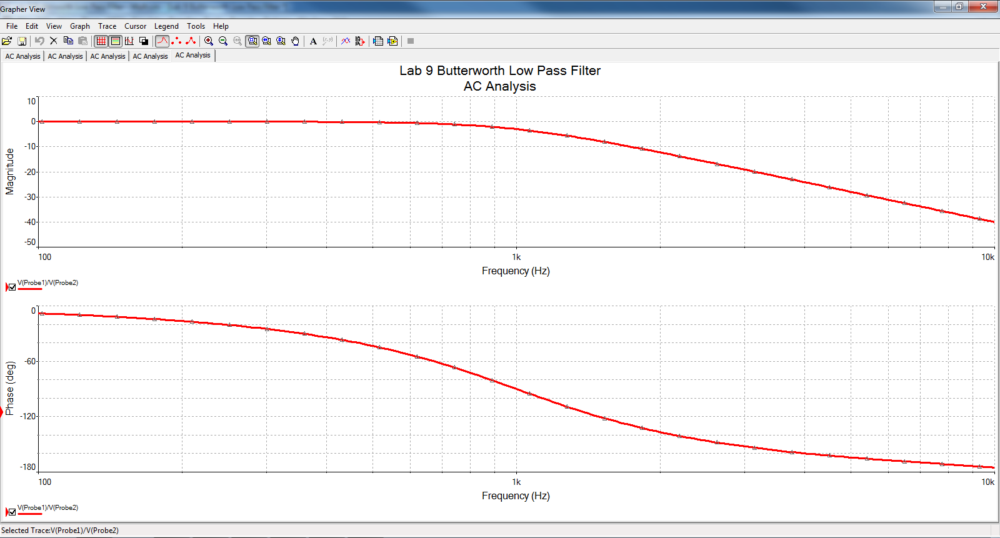 Grapher View
File Edit View Graph Trace Cursor Legend Tools Help
A
AC Analysis AC Analysis AC Analysis AC Analysis AC Analysis
Lab 9 Butterworth Low Pass Filter
AC Analysis
Magnitude
10
0
-10
-20
-30
-40
-50
100 1k 10k
Frequency (Hz)
V(Probe1)/V(Probe2)
Phase (deg)
0
-60
-120
-180
100 1k 10k
Frequency (Hz)
V(Probe1)/V(Probe2)
Selected Trace:V(Probe1)/V(Probe2)